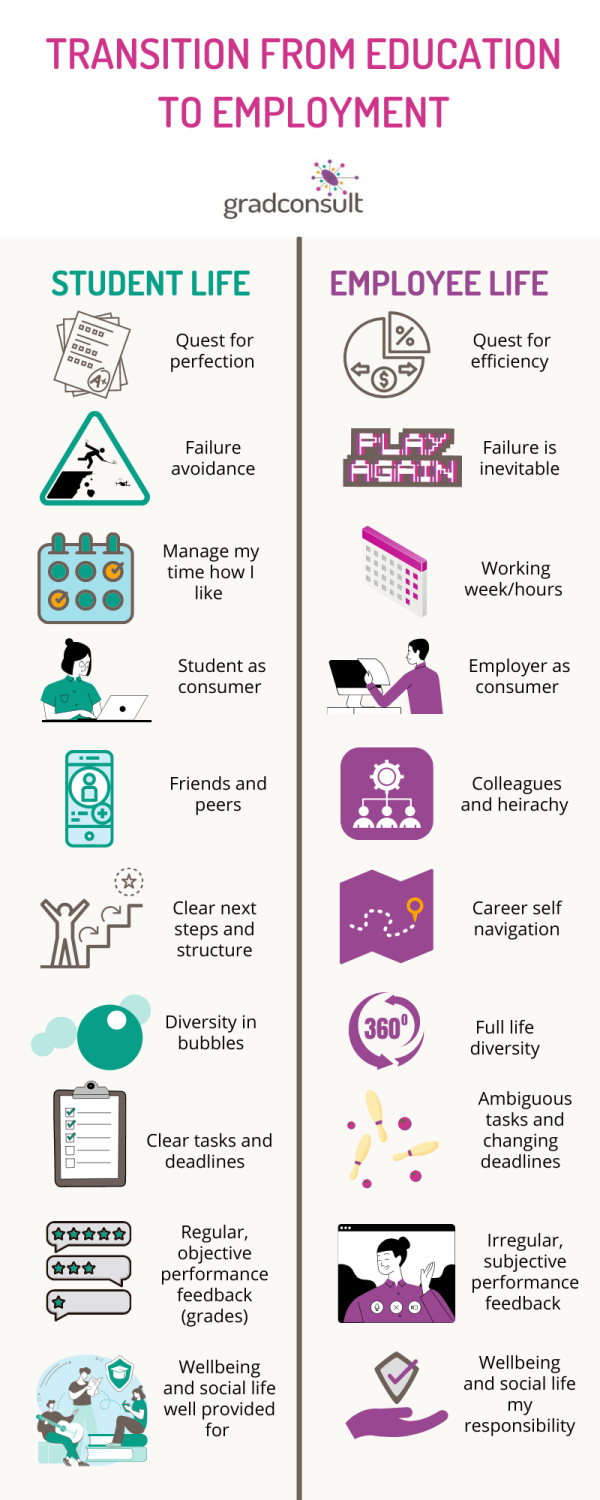 TRANSITION FROM EDUCATION
TO EMPLOYMENT
gradconsult
STUDENT LIFE
EMPLOYEE LIFE
Quest for
perfection
A+
Quest for
efficiency
%
$
Failure
avoidance
PLAY
AGAIN
Failure is
inevitable
Manage my
time how I
like
Working
week/hours
Student as
consumer
Employer as
consumer
Friends and
peers
Colleagues
and heirachy
Clear next
steps and
structure
Career self
navigation
Diversity in
bubbles
360⁰
Full life
diversity
Clear tasks and
deadlines
Ambiguous
tasks and
changing
deadlines
Regular,
objective
performance
feedback
(grades)
Irregular,
subjective
performance
feedback
Wellbeing
and social life
well provided
for
Wellbeing
and social life
my
responsibility